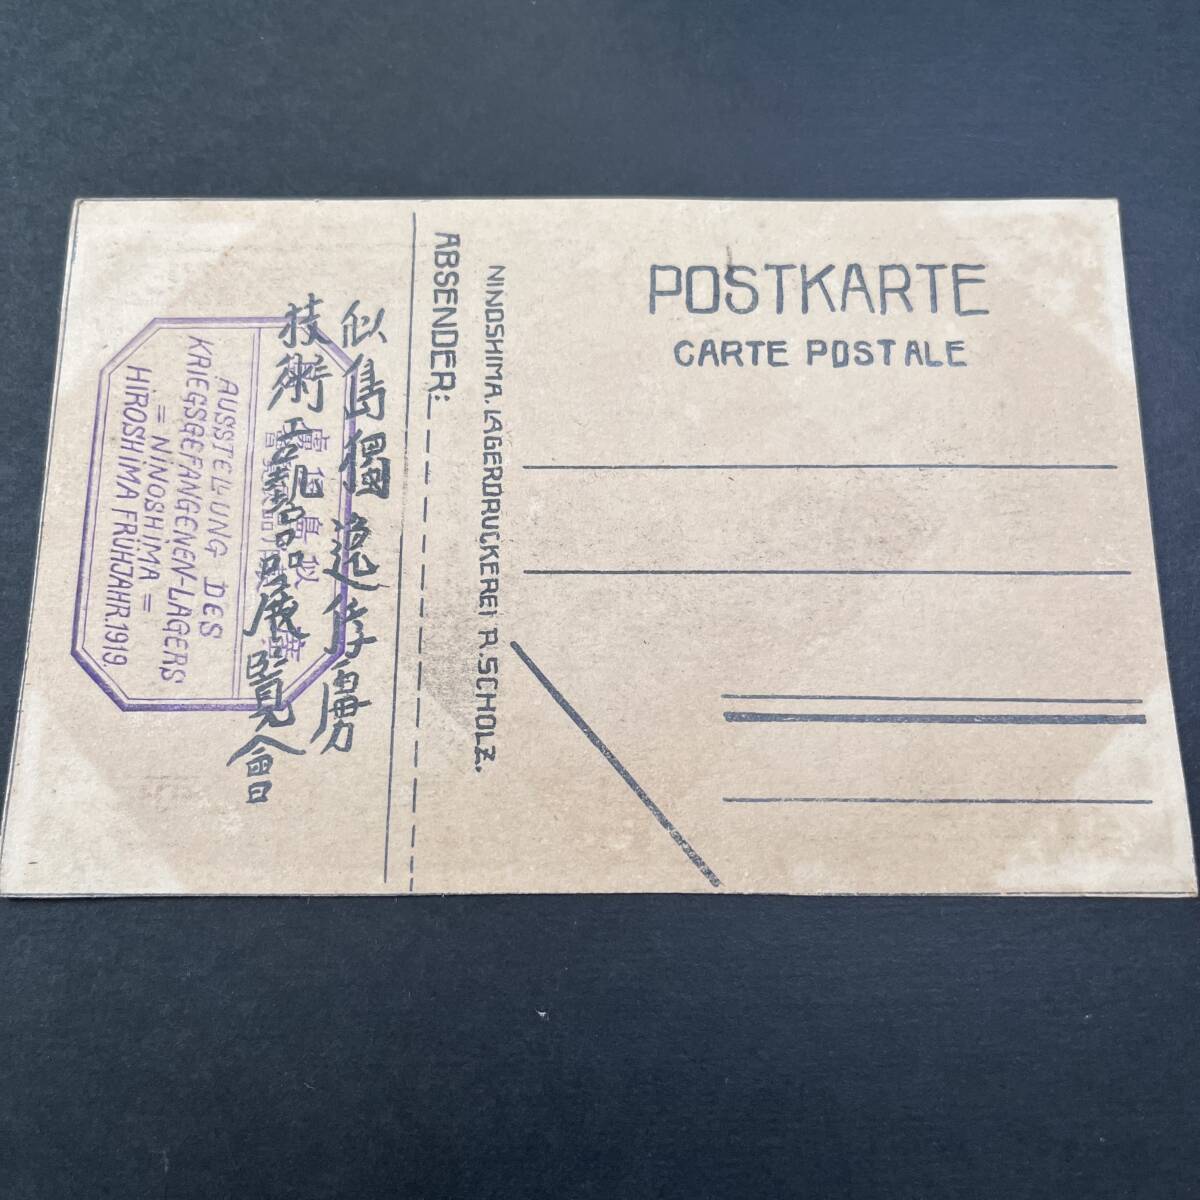 POSTKARTE
CARTE POSTALE
NINOSHIMA. LAGERDRUCKEREI R. SCHOLZ.
ABSENDER:
似島獨逸俘虜
技術工藝品展覧會
AUSSTELLUNG DES
KRIEGSGEFANGENEN-LAGERS
= NINOSHIMA =
HIROSHIMA FRÜHJAHR.1919.